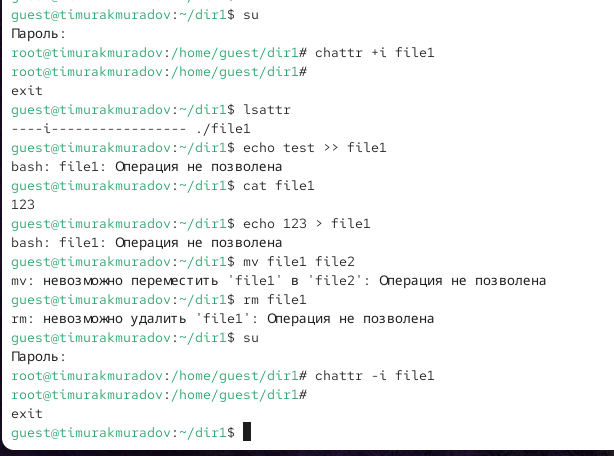 guest@timurakmuradov:~/dir1$ su
Пароль:
root@timurakmuradov:/home/guest/dir1# chattr +i file1
root@timurakmuradov:/home/guest/dir1#
exit
guest@timurakmuradov:~/dir1$ lsattr
----i----------------- ./file1
guest@timurakmuradov:~/dir1$ echo test >> file1
bash: file1: Операция не позволена
guest@timurakmuradov:~/dir1$ cat file1
123
guest@timurakmuradov:~/dir1$ echo 123 > file1
bash: file1: Операция не позволена
guest@timurakmuradov:~/dir1$ mv file1 file2
mv: невозможно переместить 'file1' в 'file2': Операция не позволена
guest@timurakmuradov:~/dir1$ rm file1
rm: невозможно удалить 'file1': Операция не позволена
guest@timurakmuradov:~/dir1$ su
Пароль:
root@timurakmuradov:/home/guest/dir1# chattr -i file1
root@timurakmuradov:/home/guest/dir1#
exit
guest@timurakmuradov:~/dir1$